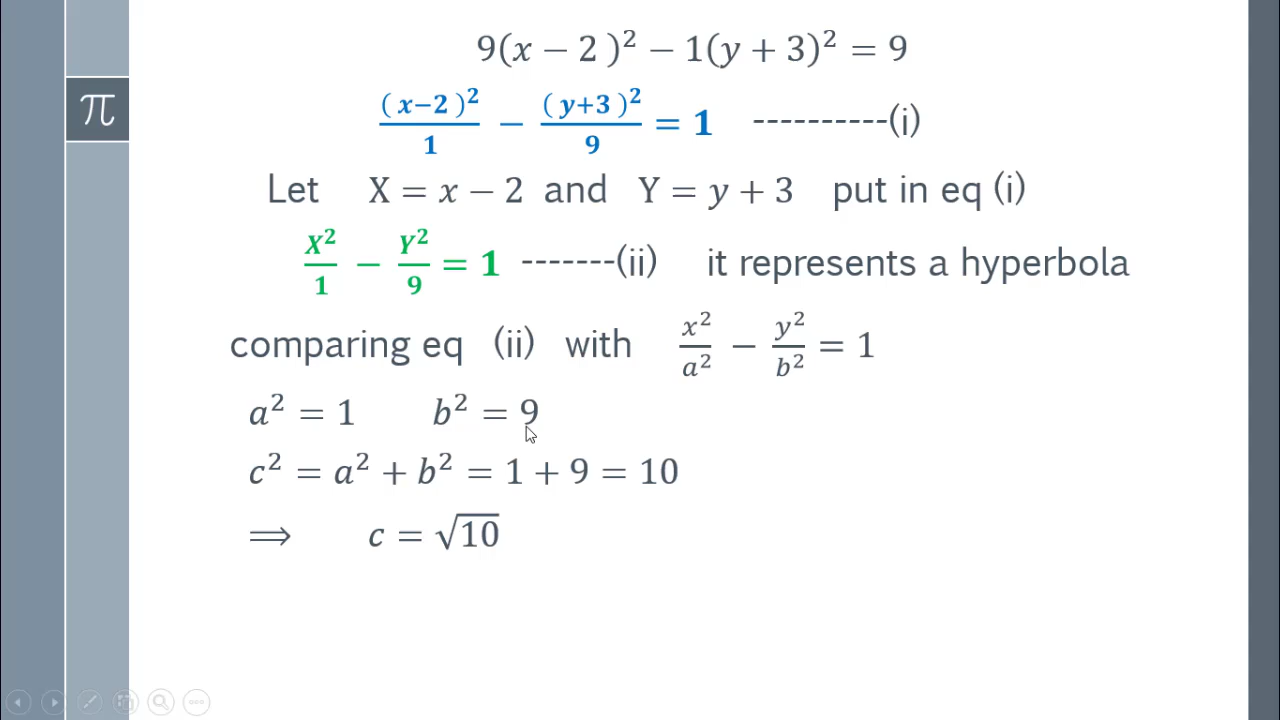 9(x − 2 )² − 1(y + 3)² = 9
π
( x−2 )²/1 − ( y+3 )²/9 = 1 ----------(i)
Let X = x − 2 and Y = y + 3 put in eq (i)
X²/1 − Y²/9 = 1 -------(ii) it represents a hyperbola
comparing eq (ii) with x²/a² − y²/b² = 1
a² = 1 b² = 9
c² = a² + b² = 1 + 9 = 10
⟹ c = √10